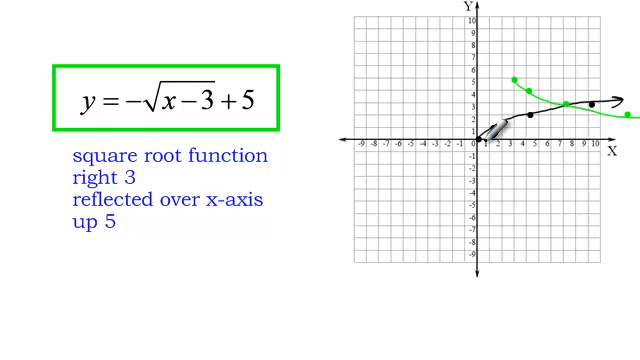 y = −√(x − 3) + 5
square root function
right 3
reflected over x-axis
up 5
Y
10
9
8
7
6
5
4
3
2
1
-9 -8 -7 -6 -5 -4 -3 -2 -1 0 1 2 3 4 5 6 7 8 9 10
X
-1
-2
-3
-4
-5
-6
-7
-8
-9